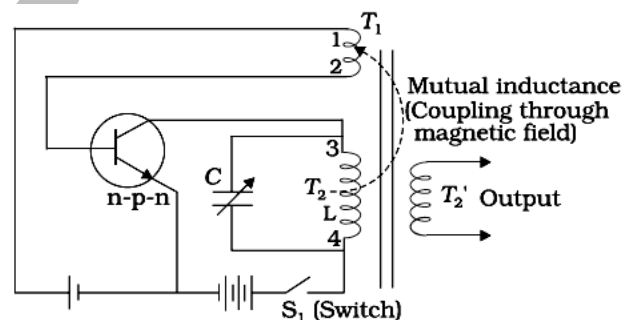 T₁
1
2
Mutual inductance
(Coupling through
magnetic field)
3
C
T₂
L
T₂' Output
n-p-n
4
S₁ (Switch)